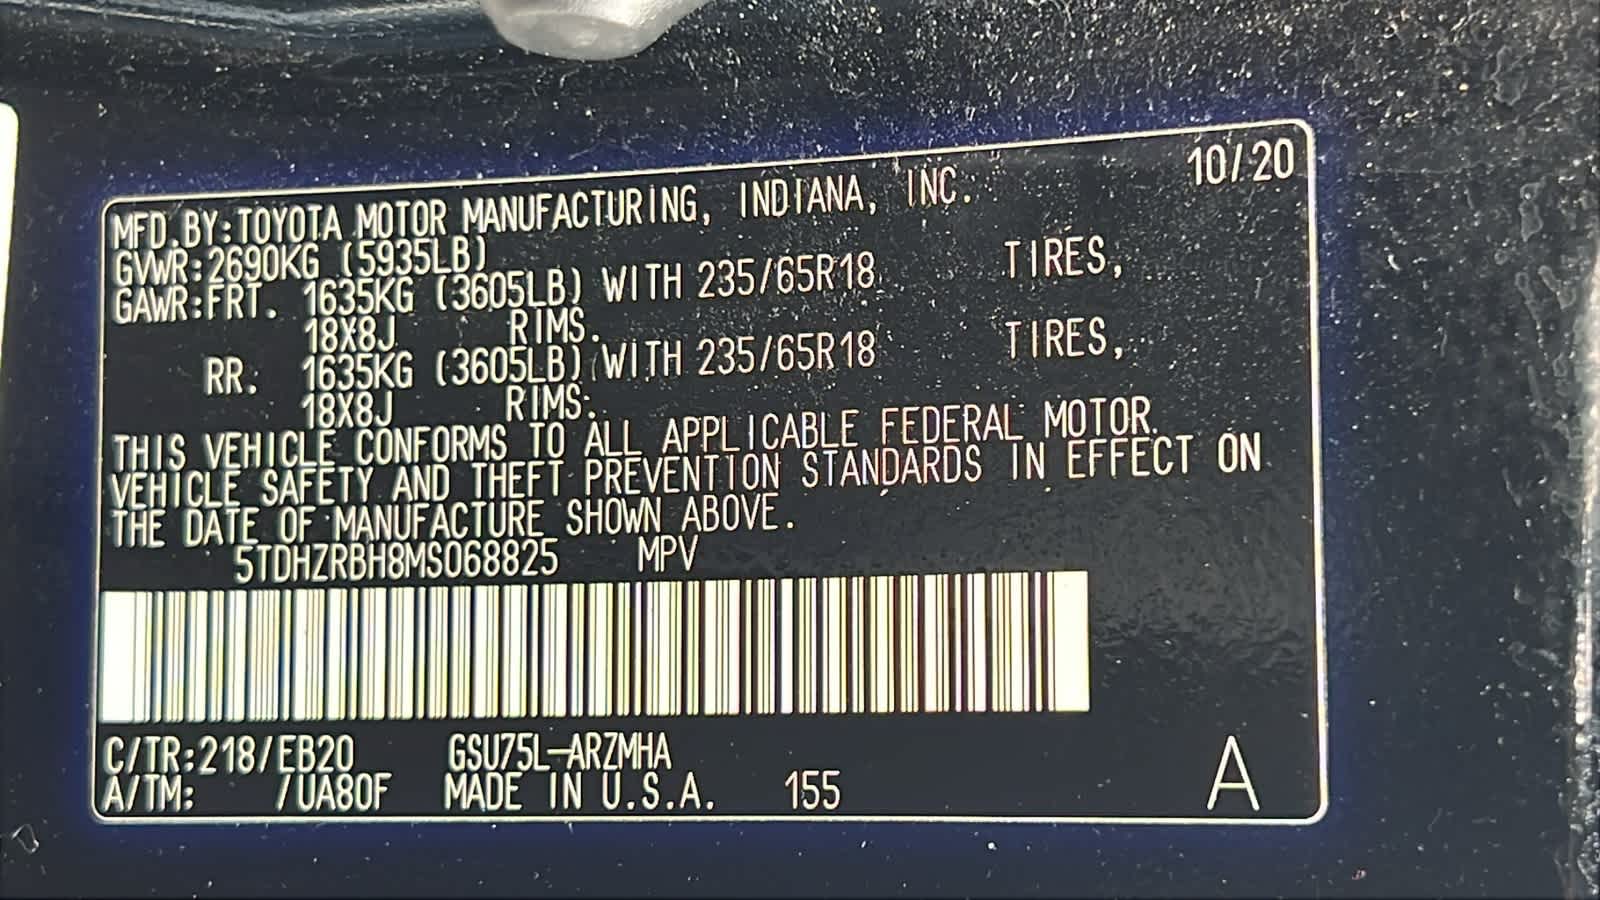 10/20
MFD.BY:TOYOTA MOTOR MANUFACTURING, INDIANA, INC.
GVWR:2690KG (5935LB)
GAWR:FRT. 1635KG (3605LB) WITH 235/65R18 TIRES,
18X8J RIMS.
RR. 1635KG (3605LB) WITH 235/65R18 TIRES,
18X8J RIMS.
THIS VEHICLE CONFORMS TO ALL APPLICABLE FEDERAL MOTOR
VEHICLE SAFETY AND THEFT PREVENTION STANDARDS IN EFFECT ON
THE DATE OF MANUFACTURE SHOWN ABOVE.
5TDHZRBH8MS068825 MPV
C/TR:218/EB20 GSU75L-ARZMHA
A/TM: /UA80F MADE IN U.S.A. 155 A